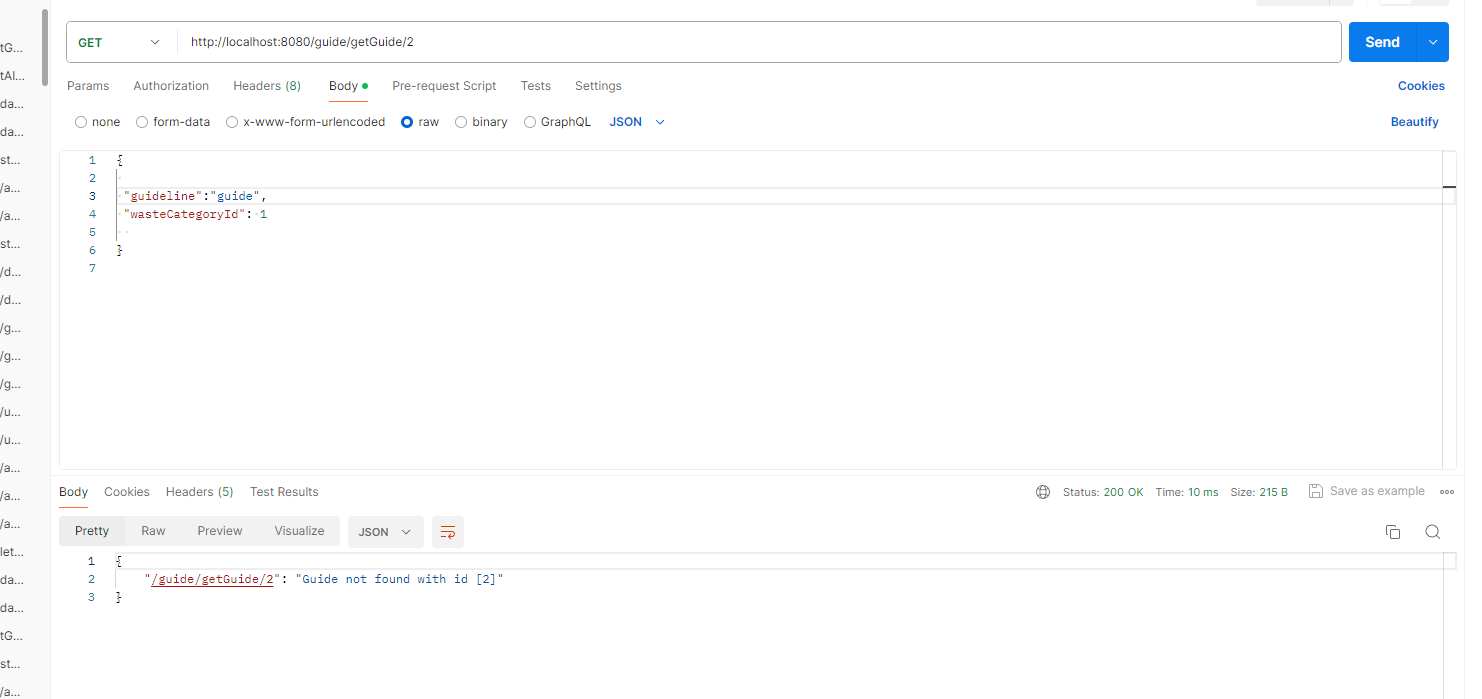 GET http://localhost:8080/guide/getGuide/2 Send
Params Authorization Headers (8) Body Pre-request Script Tests Settings Cookies
none form-data x-www-form-urlencoded raw binary GraphQL JSON Beautify
1 {
2
3 "guideline":"guide",
4 "wasteCategoryId": 1
5
6 }
7
Body Cookies Headers (5) Test Results Status: 200 OK Time: 10 ms Size: 215 B Save as example
Pretty Raw Preview Visualize JSON
1 {
2 "/guide/getGuide/2": "Guide not found with id [2]"
3 }
tG...
tAl...
da...
da...
st...
/a...
/a...
st...
/d...
/d...
/g...
/g...
/g...
/u...
/u...
/a...
/a...
/a...
let...
da...
da...
tG...
st...
/a...